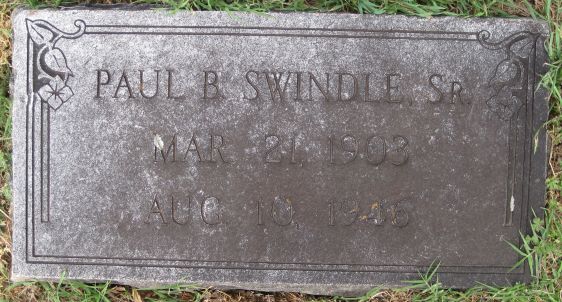 PAUL B. SWINDLE, SR.
MAR. 21, 1903
AUG. 10, 1946